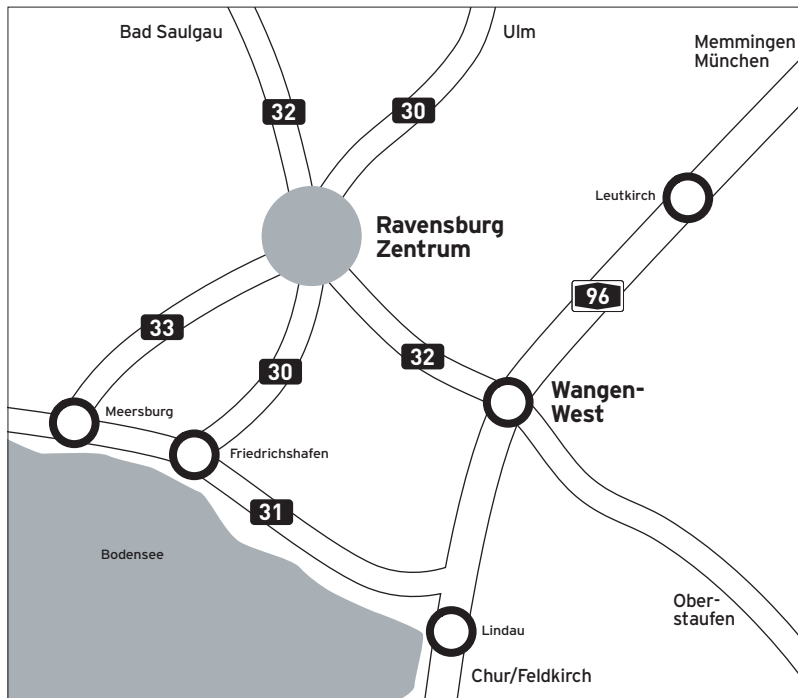 Bad Saulgau
Ulm
Memmingen
München
32
30
Leutkirch
Ravensburg
Zentrum
96
33
30
32
Wangen-
West
Meersburg
Friedrichshafen
31
Bodensee
Ober-
staufen
Lindau
Chur/Feldkirch